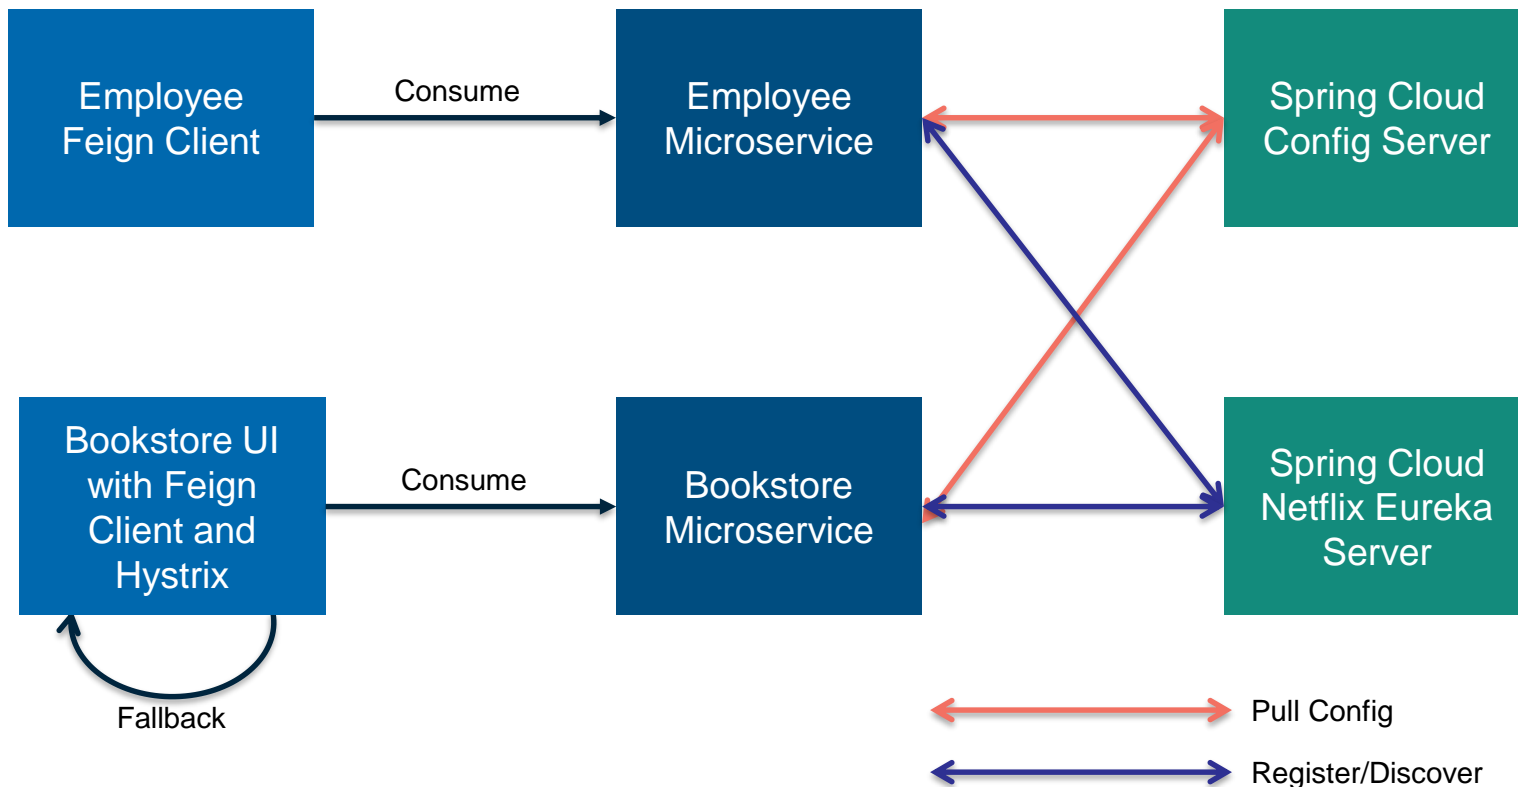 Employee
Feign Client
Consume
Employee
Microservice
Spring Cloud
Config Server
Bookstore UI
with Feign
Client and
Hystrix
Consume
Bookstore
Microservice
Spring Cloud
Netflix Eureka
Server
Fallback
Pull Config
Register/Discover